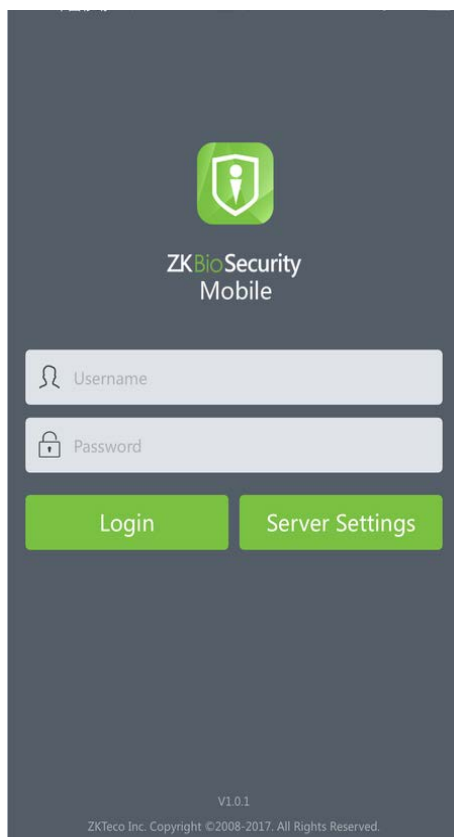 ZKBioSecurity
Mobile
Username
Password
Login
Server Settings
V1.0.1
ZKTeco Inc. Copyright ©2008-2017. All Rights Reserved.